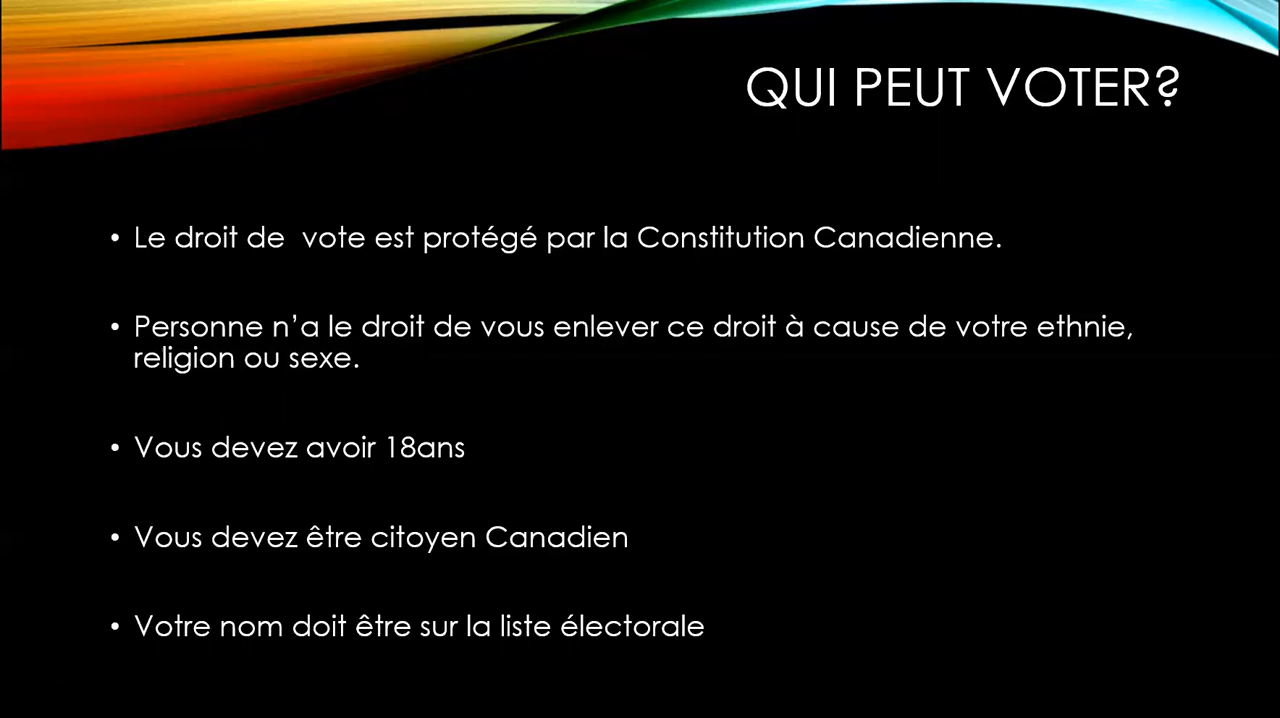 QUI PEUT VOTER?
• Le droit de  vote est protégé par la Constitution Canadienne.
• Personne n’a le droit de vous enlever ce droit à cause de votre ethnie,
religion ou sexe.
• Vous devez avoir 18ans
• Vous devez être citoyen Canadien
• Votre nom doit être sur la liste électorale